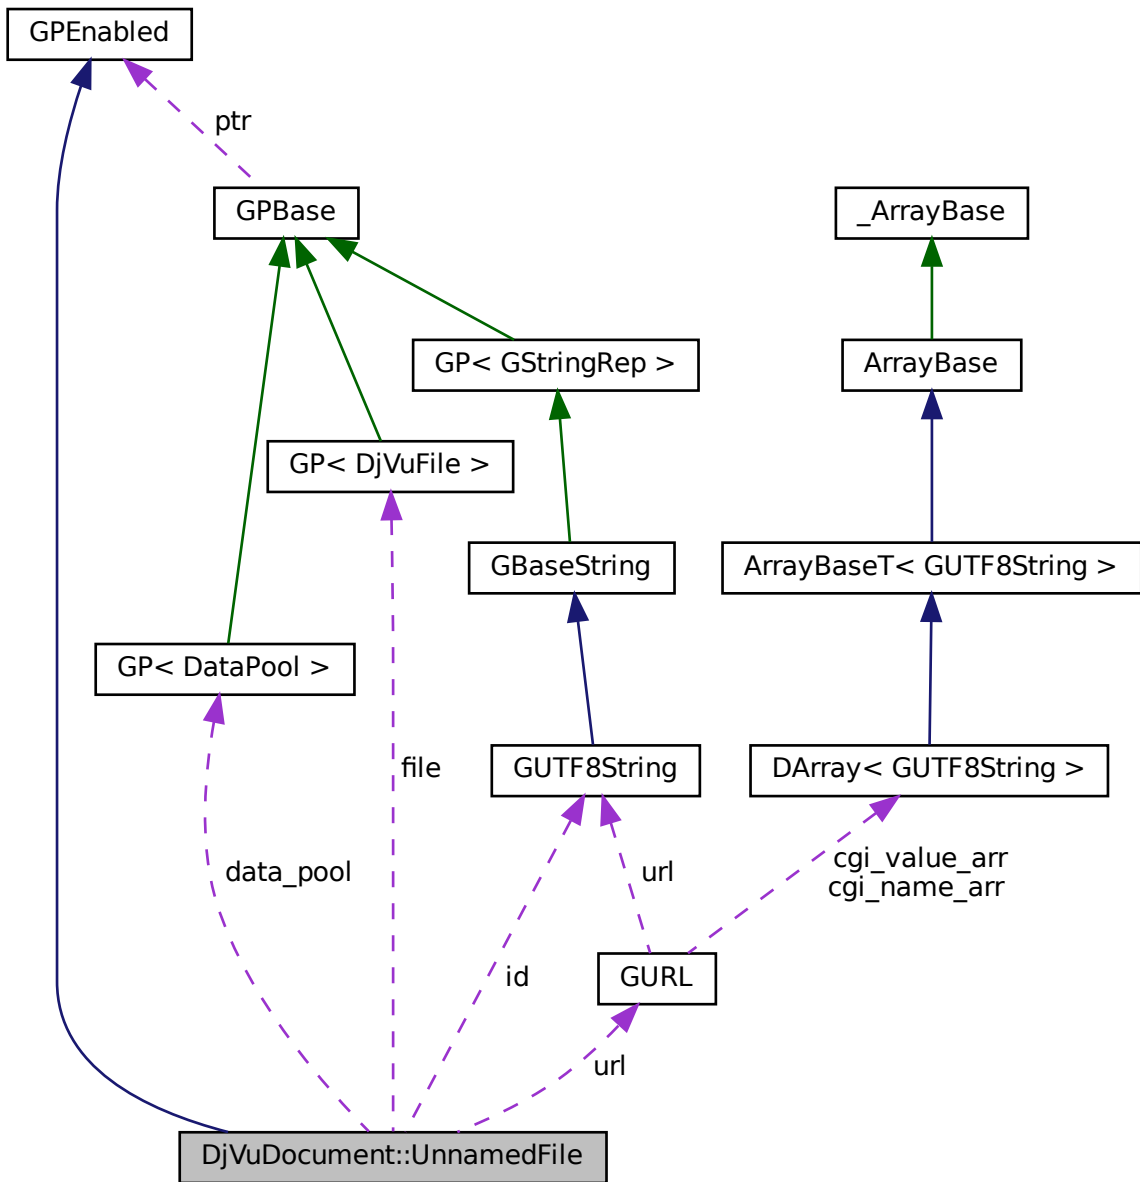 GPEnabled
ptr
GPBase
_ArrayBase
GP< GStringRep >
ArrayBase
GP< DjVuFile >
GBaseString
ArrayBaseT< GUTF8String >
GP< DataPool >
file
GUTF8String
DArray< GUTF8String >
data_pool
url
cgi_value_arr
cgi_name_arr
id
GURL
url
DjVuDocument::UnnamedFile